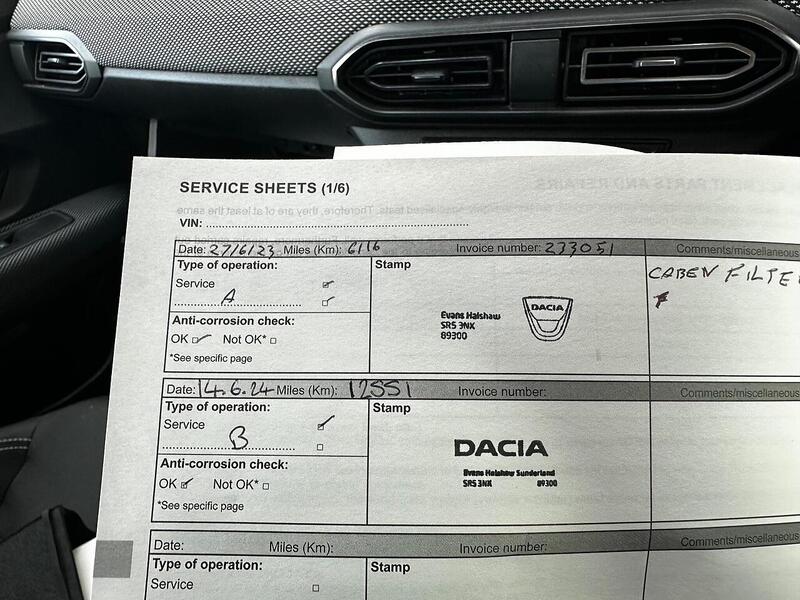 SERVICE SHEETS (1/6)
VIN:
Date: 27/6/23 Miles (Km): 6116 Invoice number: 233051 Comments/miscellaneous
Type of operation:
Stamp
CABEN FILTE
Service
A
DACIA
Evans Halshaw
SR5 3NX
89300
Anti-corrosion check:
OK Not OK*
*See specific page
Date: 14.6.24 Miles (Km): 12551 Invoice number: Comments/miscellaneous
Type of operation:
Stamp
Service
B
DACIA
Evans Halshaw Sunderland
SR5 3NX 89300
Anti-corrosion check:
OK Not OK*
*See specific page
Date: Miles (Km): Invoice number: Comments/miscellaneous
Type of operation:
Stamp
Service